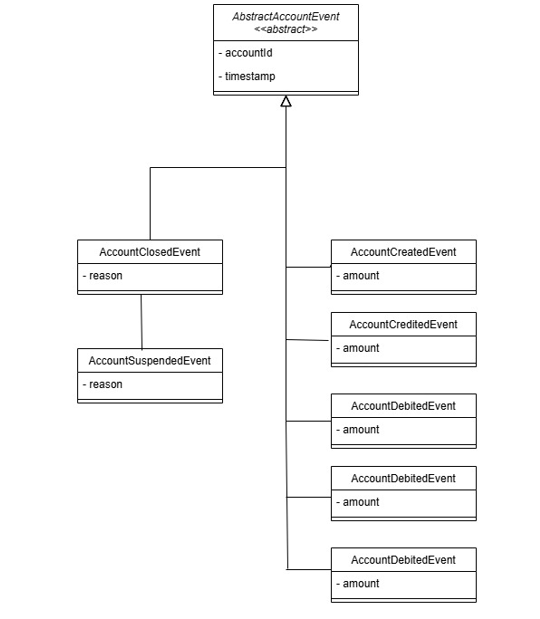 AbstractAccountEvent
<<abstract>>
- accountId
- timestamp
AccountClosedEvent
- reason
AccountSuspendedEvent
- reason
AccountCreatedEvent
- amount
AccountCreditedEvent
- amount
AccountDebitedEvent
- amount
AccountDebitedEvent
- amount
AccountDebitedEvent
- amount